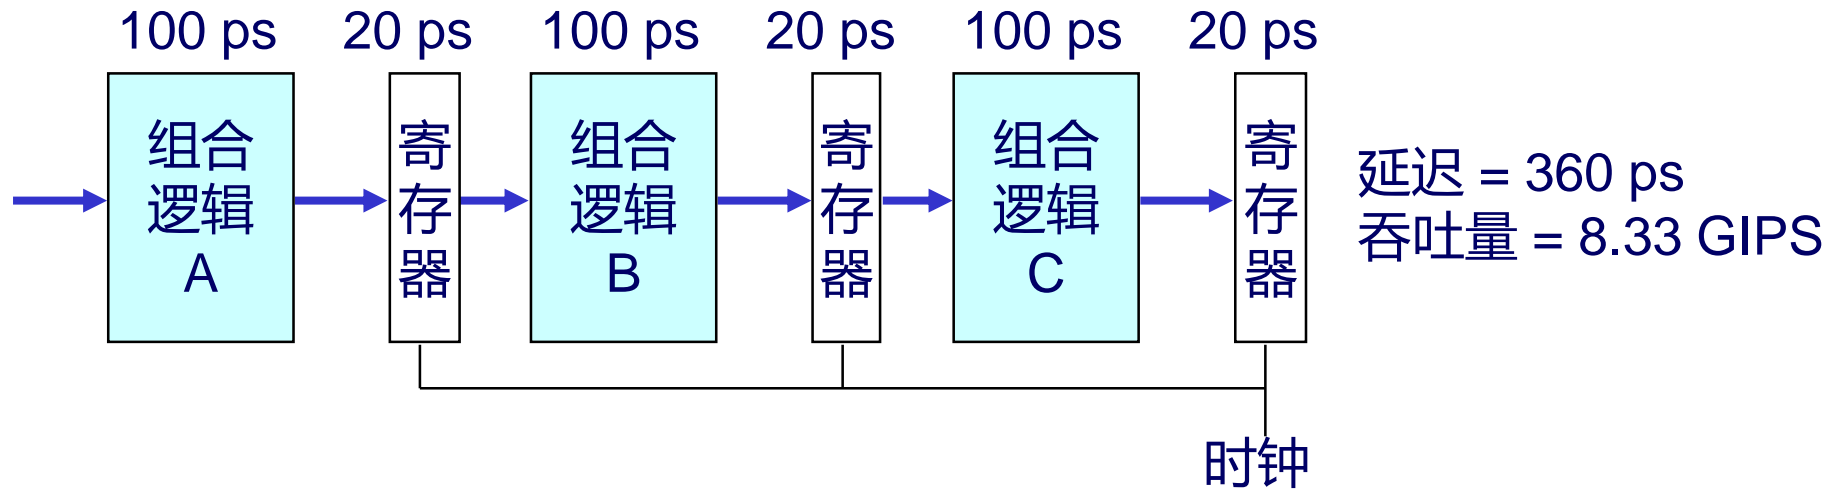 100 ps 20 ps 100 ps 20 ps 100 ps 20 ps
组合
逻辑
A
寄
存
器
组合
逻辑
B
寄
存
器
组合
逻辑
C
寄
存
器
延迟 = 360 ps
吞吐量 = 8.33 GIPS
时钟